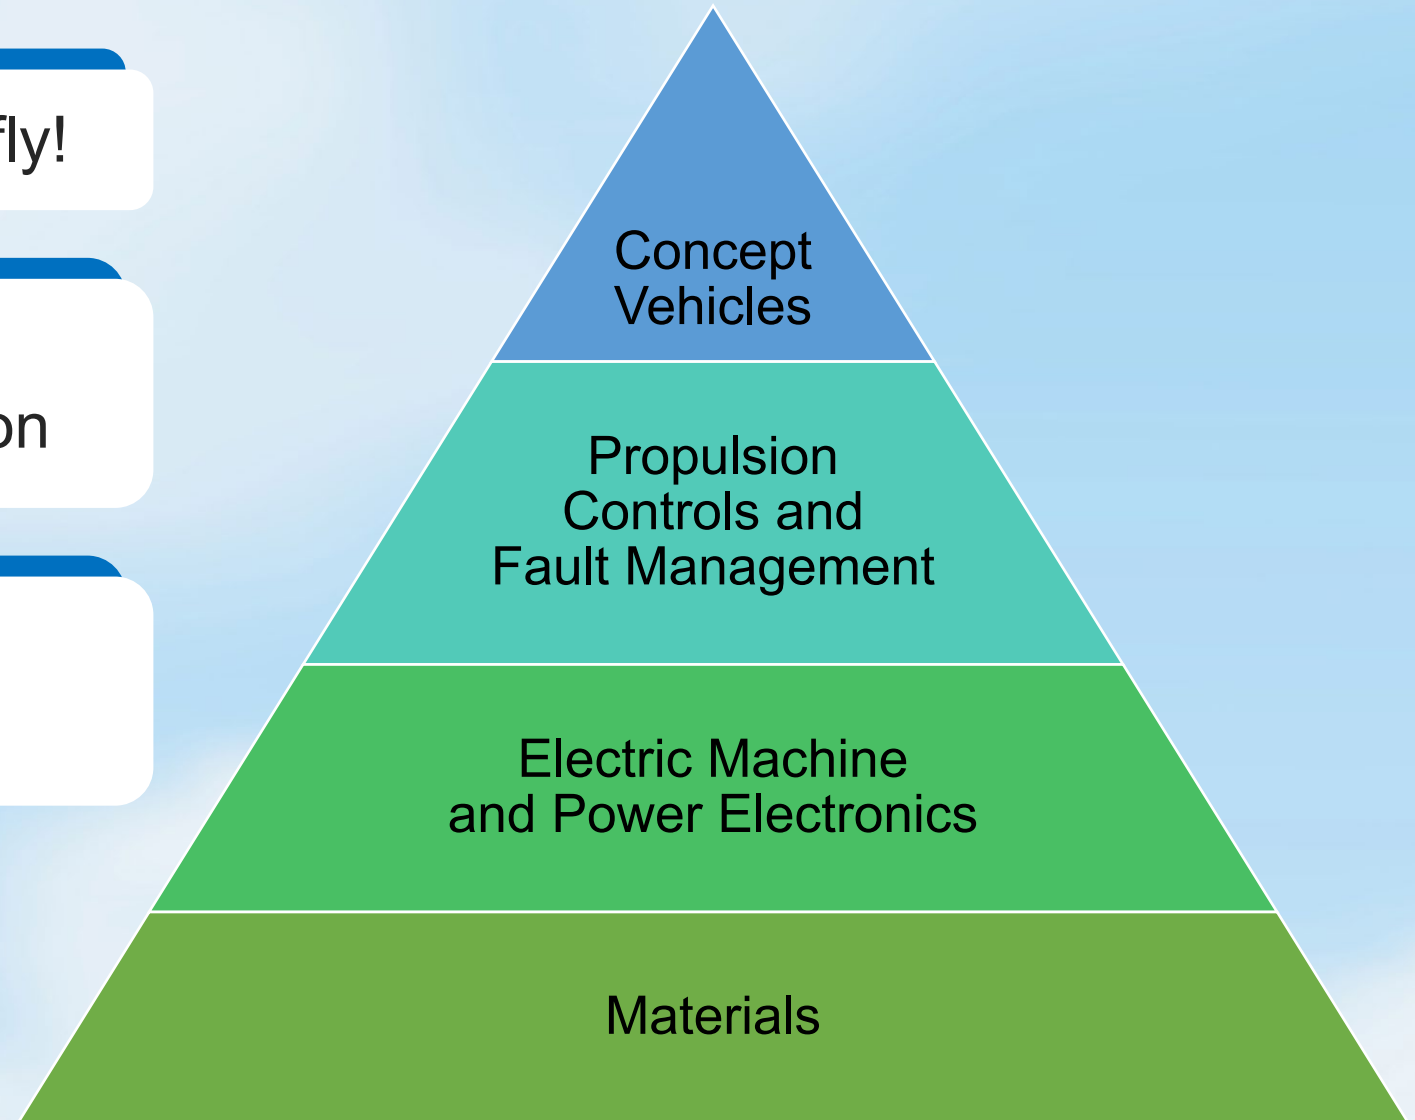 fly!
on
Concept
Vehicles
Propulsion
Controls and
Fault Management
Electric Machine
and Power Electronics
Materials